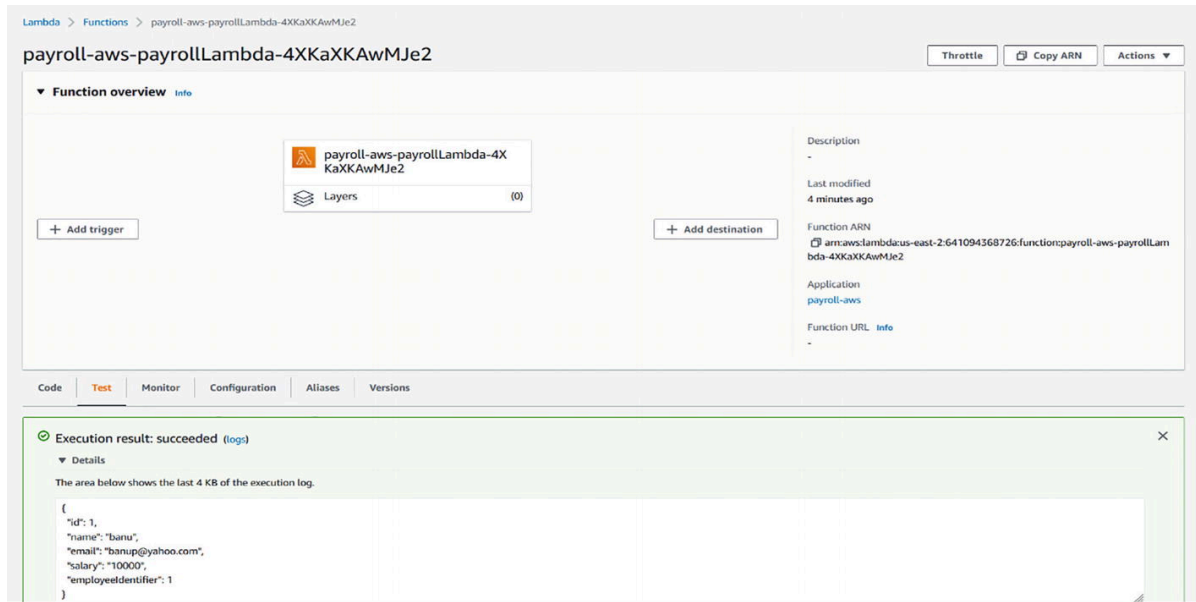 Lambda > Functions > payroll-aws-payrollLambda-4XKaXKAwMJe2
payroll-aws-payrollLambda-4XKaXKAwMJe2
Throttle Copy ARN Actions ▼
▼ Function overview Info
payroll-aws-payrollLambda-4X
KaXKAwMJe2
Layers (0)
+ Add trigger
+ Add destination
Description
-
Last modified
4 minutes ago
Function ARN
arn:aws:lambda:us-east-2:641094368726:function:payroll-aws-payrollLam
bda-4XKaXKAwMJe2
Application
payroll-aws
Function URL Info
-
Code Test Monitor Configuration Aliases Versions
Execution result: succeeded (logs)
▼ Details
The area below shows the last 4 KB of the execution log.
{
"id": 1,
"name": "banu",
"email": "banup@yahoo.com",
"salary": "10000",
"employeeIdentifier": 1
}